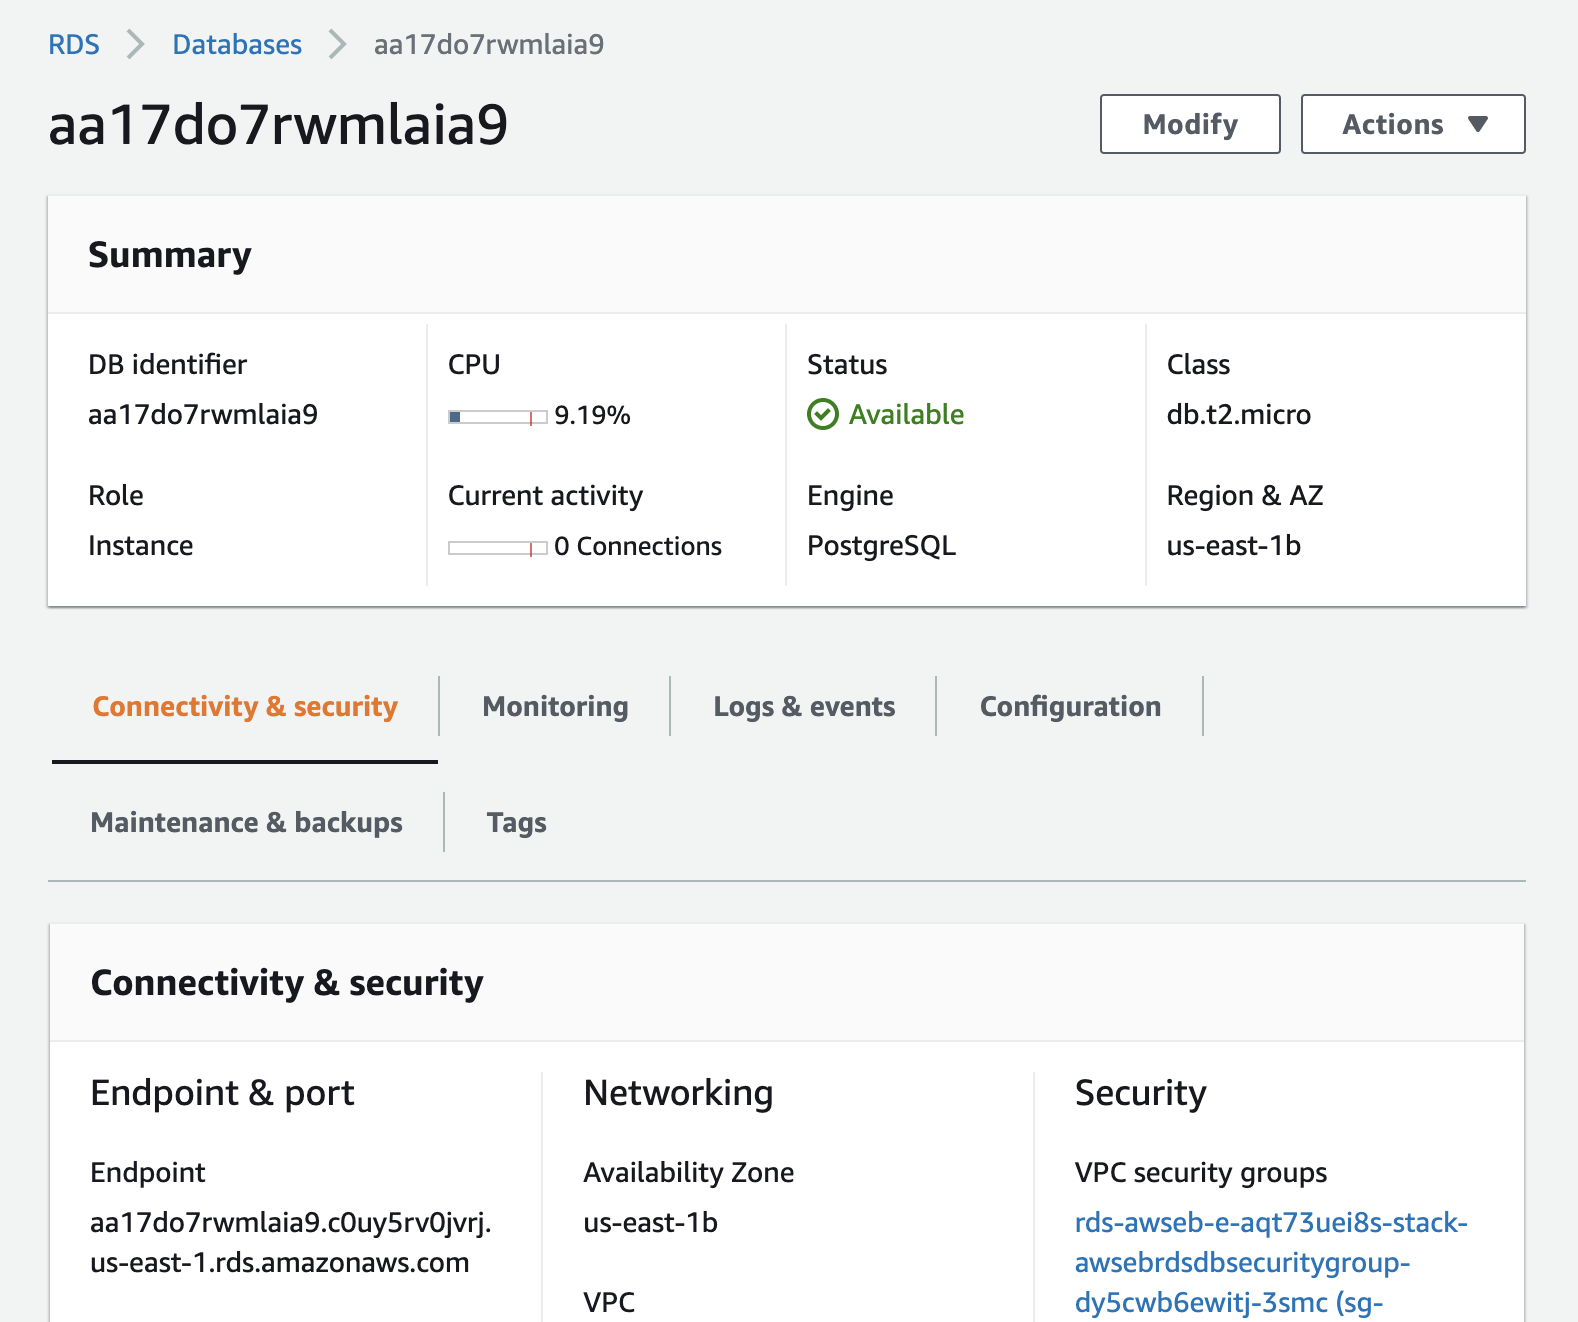 RDS > Databases > aa17do7rwmlaia9
aa17do7rwmlaia9
Modify
Actions ▼
Summary
DB identifier
aa17do7rwmlaia9
CPU
9.19%
Status
Available
Class
db.t2.micro
Role
Instance
Current activity
0 Connections
Engine
PostgreSQL
Region & AZ
us-east-1b
Connectivity & security
Monitoring
Logs & events
Configuration
Maintenance & backups
Tags
Connectivity & security
Endpoint & port
Endpoint
aa17do7rwmlaia9.c0uy5rv0jvrj.
us-east-1.rds.amazonaws.com
Networking
Availability Zone
us-east-1b
VPC
Security
VPC security groups
rds-awseb-e-aqt73uei8s-stack-
awsebrdsdbsecuritygroup-
dy5cwb6ewitj-3smc (sg-